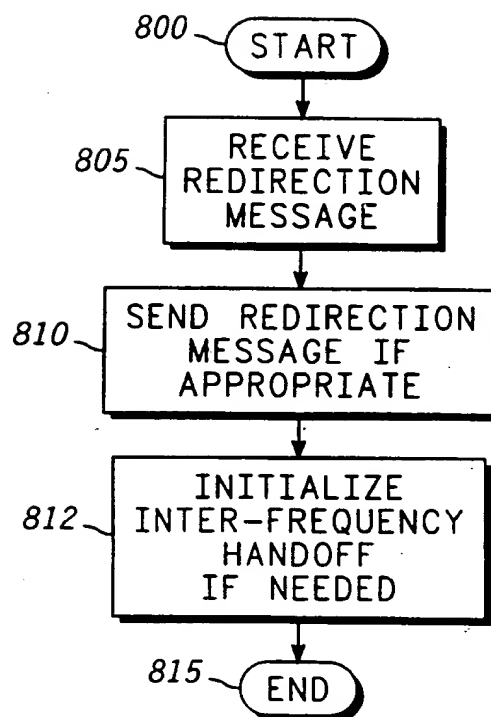 800
START
805
RECEIVE
REDIRECTION
MESSAGE
810
SEND REDIRECTION
MESSAGE IF
APPROPRIATE
812
INITIALIZE
INTER-FREQUENCY
HANDOFF
IF NEEDED
815
END